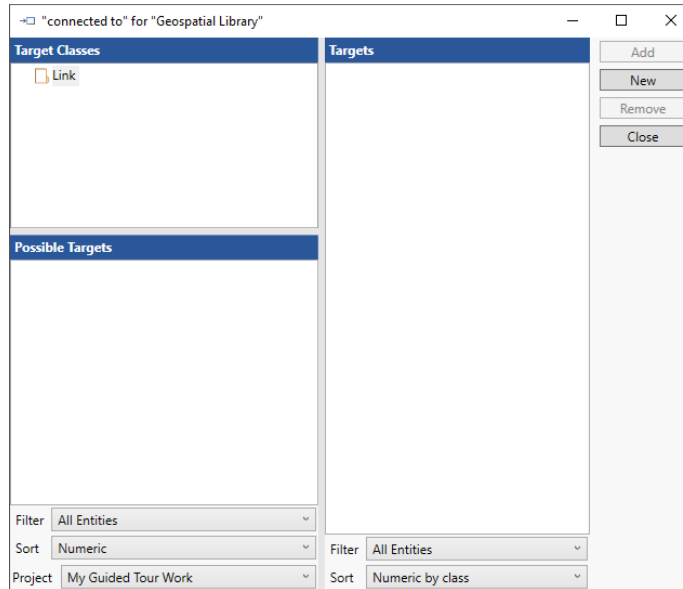 "connected to" for "Geospatial Library"
Target Classes
Link
Possible Targets
Filter All Entities
Sort Numeric
Project My Guided Tour Work
Targets
Filter All Entities
Sort Numeric by class
Add
New
Remove
Close